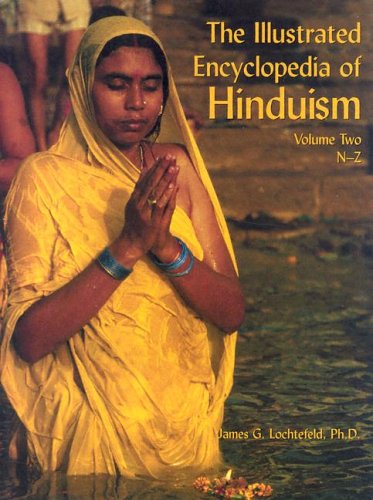 The Illustrated
Encyclopedia of
Hinduism
Volume Two
N–Z
James G. Lochtefeld, Ph.D.